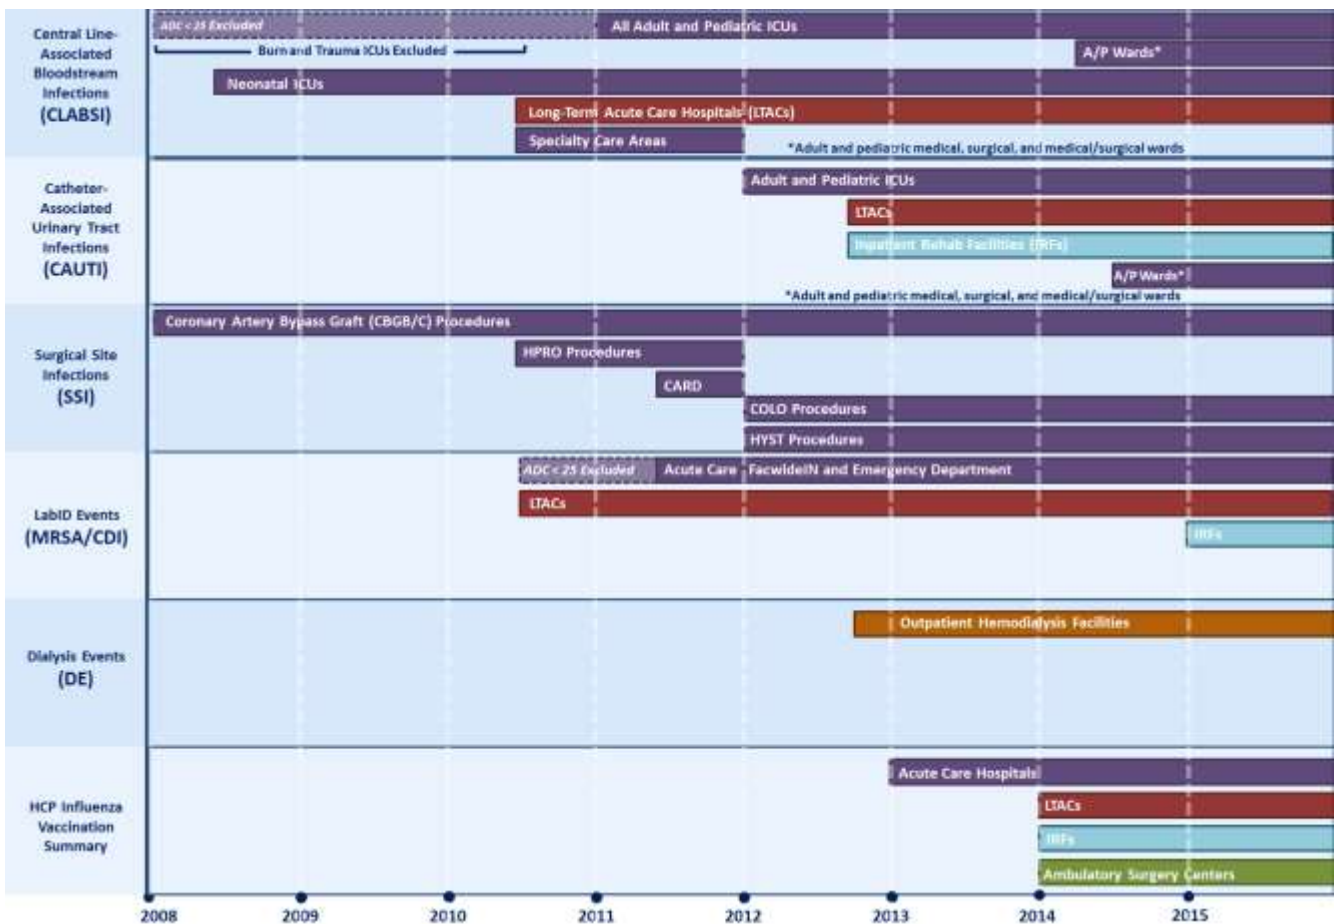 Central Line-
Associated
Bloodstream
Infections
(CLABSI)
ADC < 25 Excluded
All Adult and Pediatric ICUs
Burn and Trauma ICUs Excluded
A/P Wards*
Neonatal ICUs
Long-Term Acute Care Hospitals (LTACs)
Specialty Care Areas
*Adult and pediatric medical, surgical, and medical/surgical wards
Catheter-
Associated
Urinary Tract
Infections
(CAUTI)
Adult and Pediatric ICUs
LTACs
Inpatient Rehab Facilities (IRFs)
A/P Wards*
*Adult and pediatric medical, surgical, and medical/surgical wards
Surgical Site
Infections
(SSI)
Coronary Artery Bypass Graft (CBGB/C) Procedures
HPRO Procedures
CARD
COLO Procedures
HYST Procedures
LabID Events
(MRSA/CDI)
ADC < 25 Excluded
Acute Care - FacwideIN and Emergency Department
LTACs
IRFs
Dialysis Events
(DE)
Outpatient Hemodialysis Facilities
HCP Influenza
Vaccination
Summary
Acute Care Hospitals
LTACs
IRFs
Ambulatory Surgery Centers
2008 2009 2010 2011 2012 2013 2014 2015